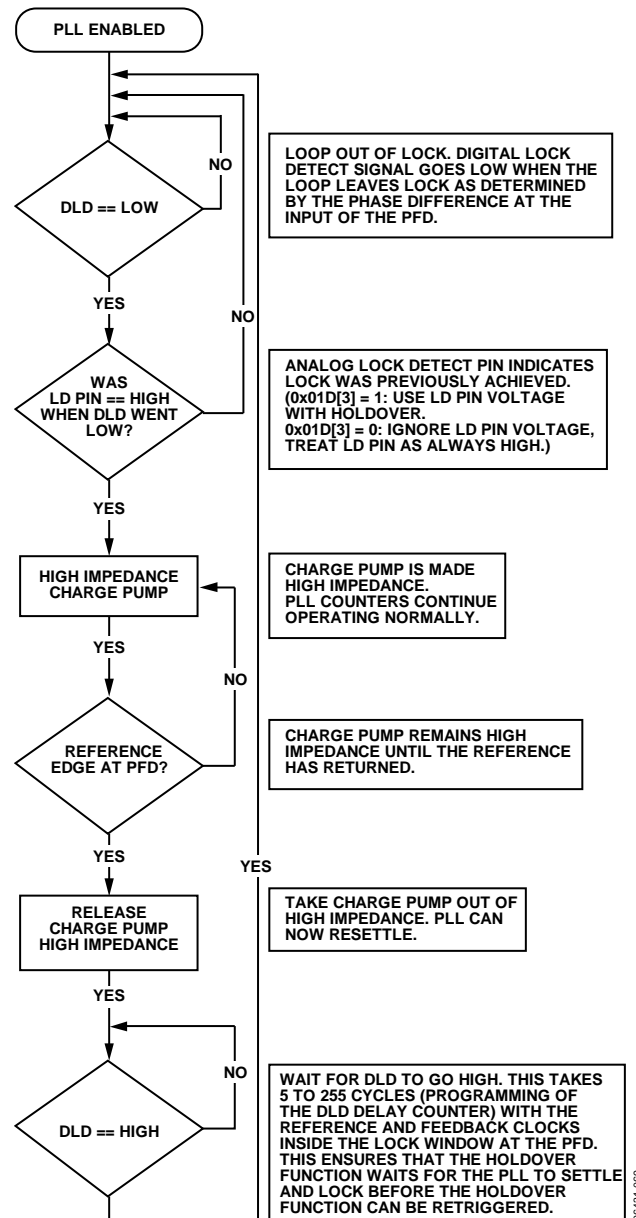 PLL ENABLED
NO
DLD == LOW
LOOP OUT OF LOCK. DIGITAL LOCK
DETECT SIGNAL GOES LOW WHEN THE
LOOP LEAVES LOCK AS DETERMINED
BY THE PHASE DIFFERENCE AT THE
INPUT OF THE PFD.
YES
NO
WAS
LD PIN == HIGH
WHEN DLD WENT
LOW?
ANALOG LOCK DETECT PIN INDICATES
LOCK WAS PREVIOUSLY ACHIEVED.
(0x01D[3] = 1: USE LD PIN VOLTAGE
WITH HOLDOVER.
0x01D[3] = 0: IGNORE LD PIN VOLTAGE,
TREAT LD PIN AS ALWAYS HIGH.)
YES
HIGH IMPEDANCE
CHARGE PUMP
CHARGE PUMP IS MADE
HIGH IMPEDANCE.
PLL COUNTERS CONTINUE
OPERATING NORMALLY.
YES
NO
REFERENCE
EDGE AT PFD?
CHARGE PUMP REMAINS HIGH
IMPEDANCE UNTIL THE REFERENCE
HAS RETURNED.
YES
YES
RELEASE
CHARGE PUMP
HIGH IMPEDANCE
TAKE CHARGE PUMP OUT OF
HIGH IMPEDANCE. PLL CAN
NOW RESETTLE.
YES
NO
DLD == HIGH
WAIT FOR DLD TO GO HIGH. THIS TAKES
5 TO 255 CYCLES (PROGRAMMING OF
THE DLD DELAY COUNTER) WITH THE
REFERENCE AND FEEDBACK CLOCKS
INSIDE THE LOCK WINDOW AT THE PFD.
THIS ENSURES THAT THE HOLDOVER
FUNCTION WAITS FOR THE PLL TO SETTLE
AND LOCK BEFORE THE HOLDOVER
FUNCTION CAN BE RETRIGGERED.